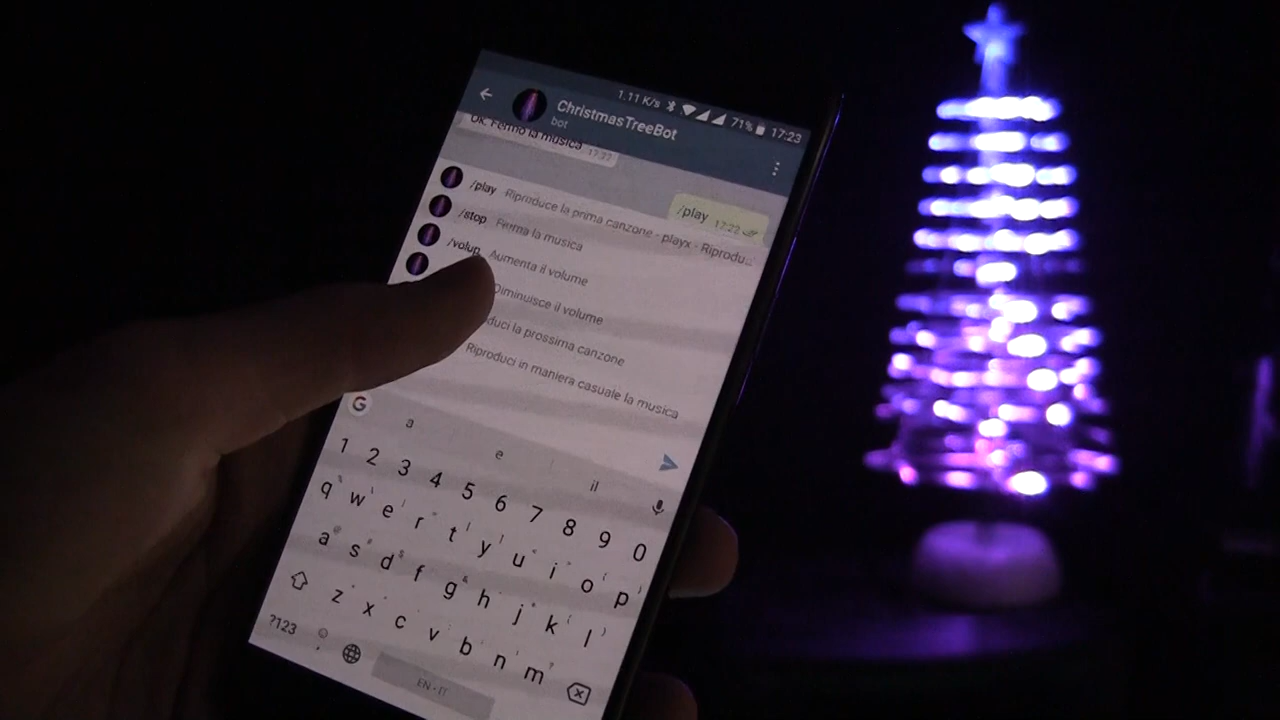 1.11 K/s 71% 17:23
ChristmasTreeBot
bot
Ok. Fermo la musica 17:22
/play 17:22
/play Riproduce la prima canzone - playx - Riprodu...
/stop Ferma la musica
/volup Aumenta il volume
Diminuisce il volume
la prossima canzone
Riproduci in maniera casuale la musica
G
a e il
1 2 3 4 5 6 7 8 9 0
q w e r t y u i o p
a s d f g h j k l
z x c v b n m
?123 EN • IT